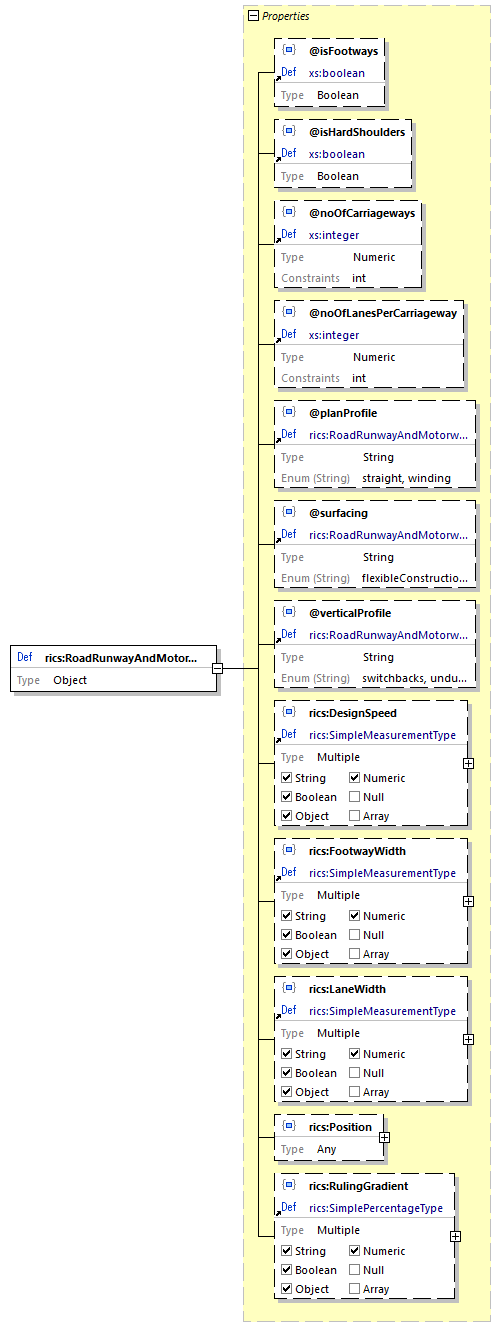 Properties
@isFootways
Def xs:boolean
Type Boolean
@isHardShoulders
Def xs:boolean
Type Boolean
@noOfCarriageways
Def xs:integer
Type Numeric
Constraints int
@noOfLanesPerCarriageway
Def xs:integer
Type Numeric
Constraints int
@planProfile
Def rics:RoadRunwayAndMotorw...
Type String
Enum (String) straight, winding
@surfacing
Def rics:RoadRunwayAndMotorw...
Type String
Enum (String) flexibleConstructio...
@verticalProfile
Def rics:RoadRunwayAndMotorw...
Type String
Enum (String) switchbacks, undu...
Def rics:RoadRunwayAndMotor...
Type Object
rics:DesignSpeed
Def rics:SimpleMeasurementType
Type Multiple
String Numeric
Boolean Null
Object Array
rics:FootwayWidth
Def rics:SimpleMeasurementType
Type Multiple
String Numeric
Boolean Null
Object Array
rics:LaneWidth
Def rics:SimpleMeasurementType
Type Multiple
String Numeric
Boolean Null
Object Array
rics:Position
Type Any
rics:RulingGradient
Def rics:SimplePercentageType
Type Multiple
String Numeric
Boolean Null
Object Array